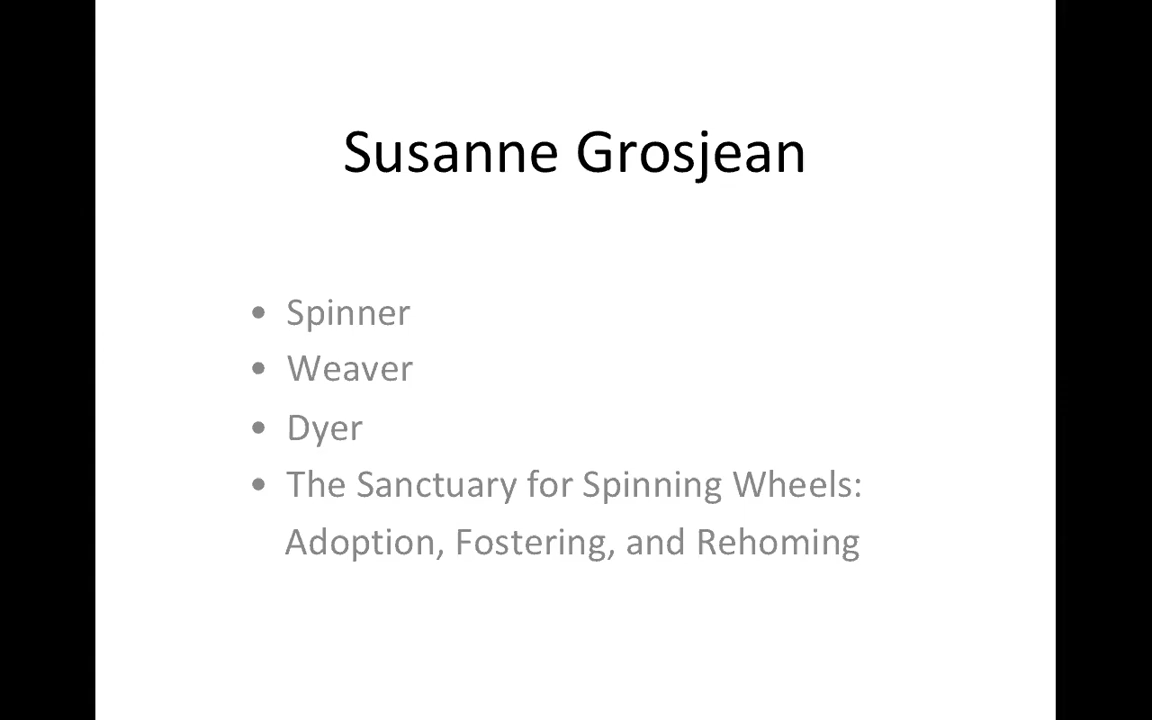 Susanne Grosjean
• Spinner
• Weaver
• Dyer
• The Sanctuary for Spinning Wheels:
Adoption, Fostering, and Rehoming